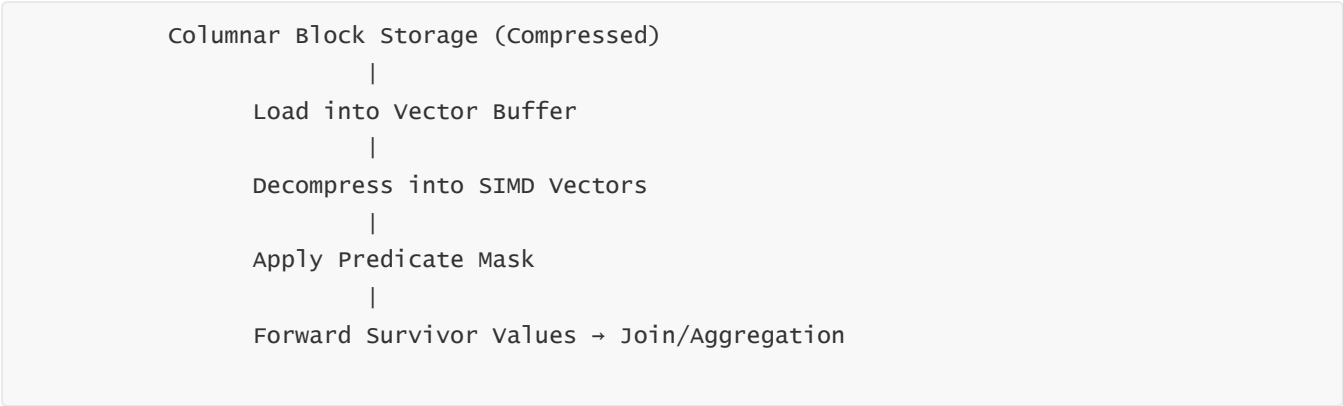 Columnar Block Storage (Compressed)
|
Load into Vector Buffer
|
Decompress into SIMD Vectors
|
Apply Predicate Mask
|
Forward Survivor Values → Join/Aggregation